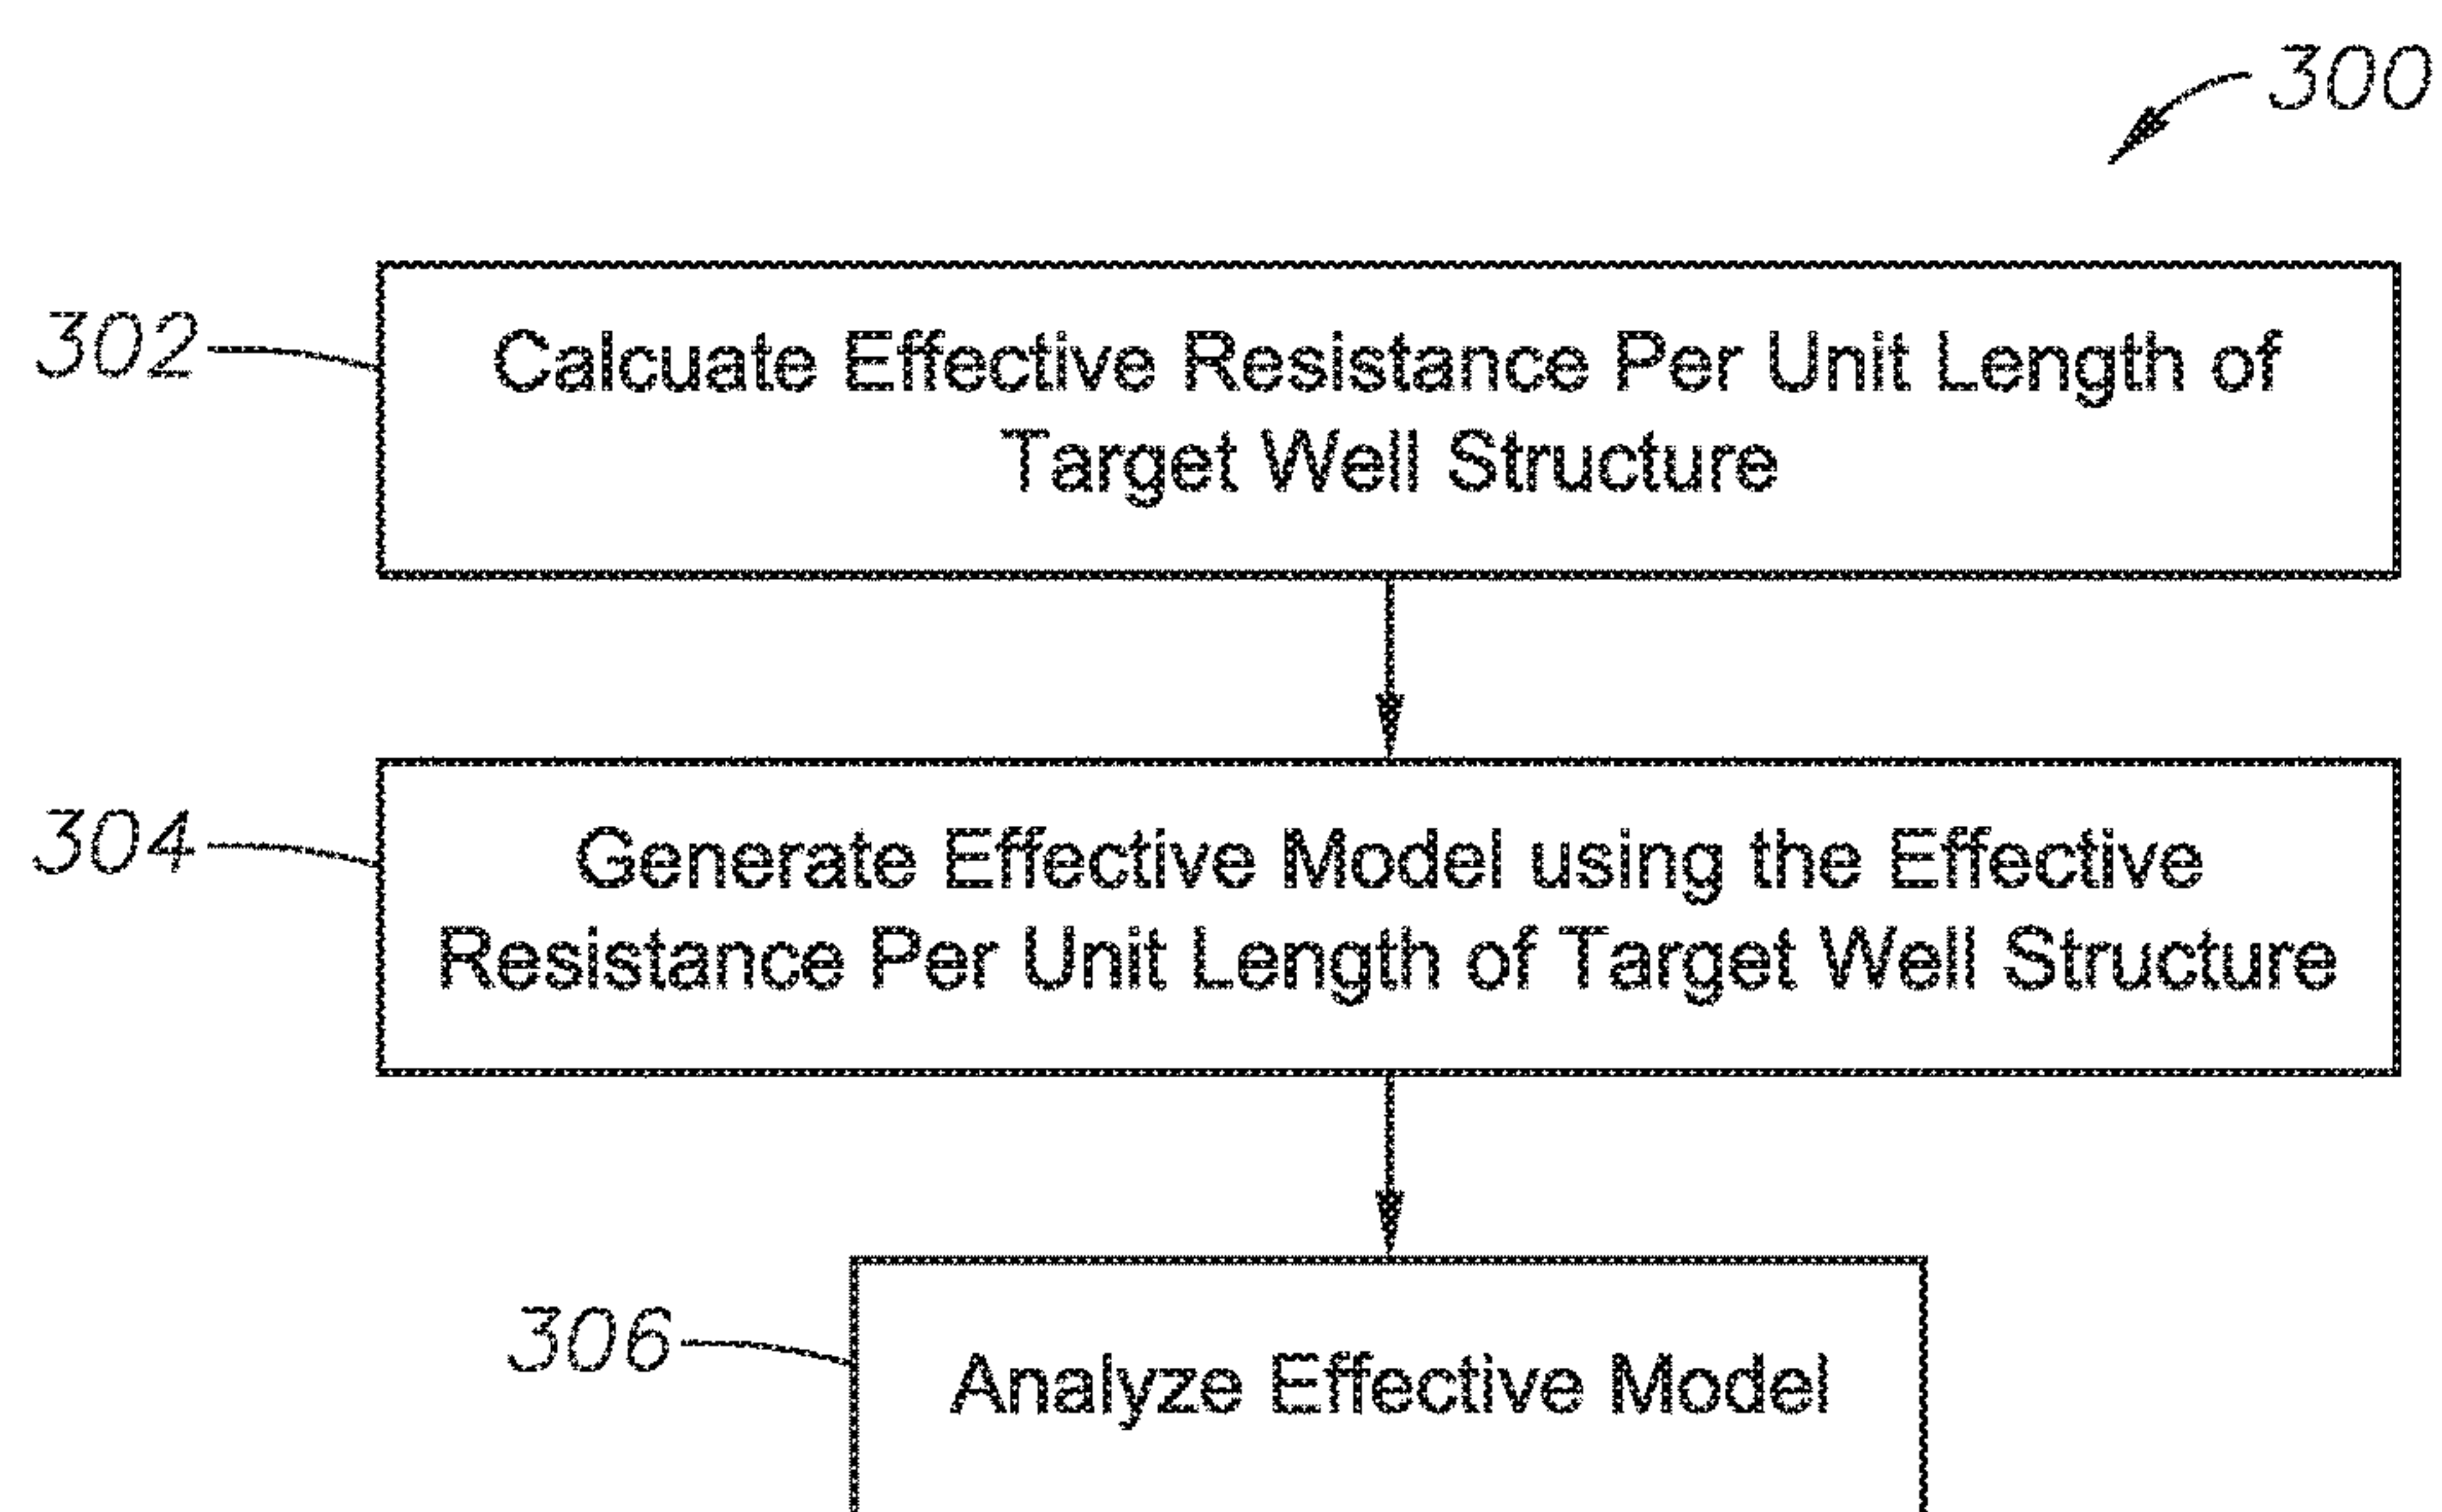 300
302
Calcuate Effective Resistance Per Unit Length of
Target Well Structure
304
Generate Effective Model using the Effective
Resistance Per Unit Length of Target Well Structure
306
Analyze Effective Model